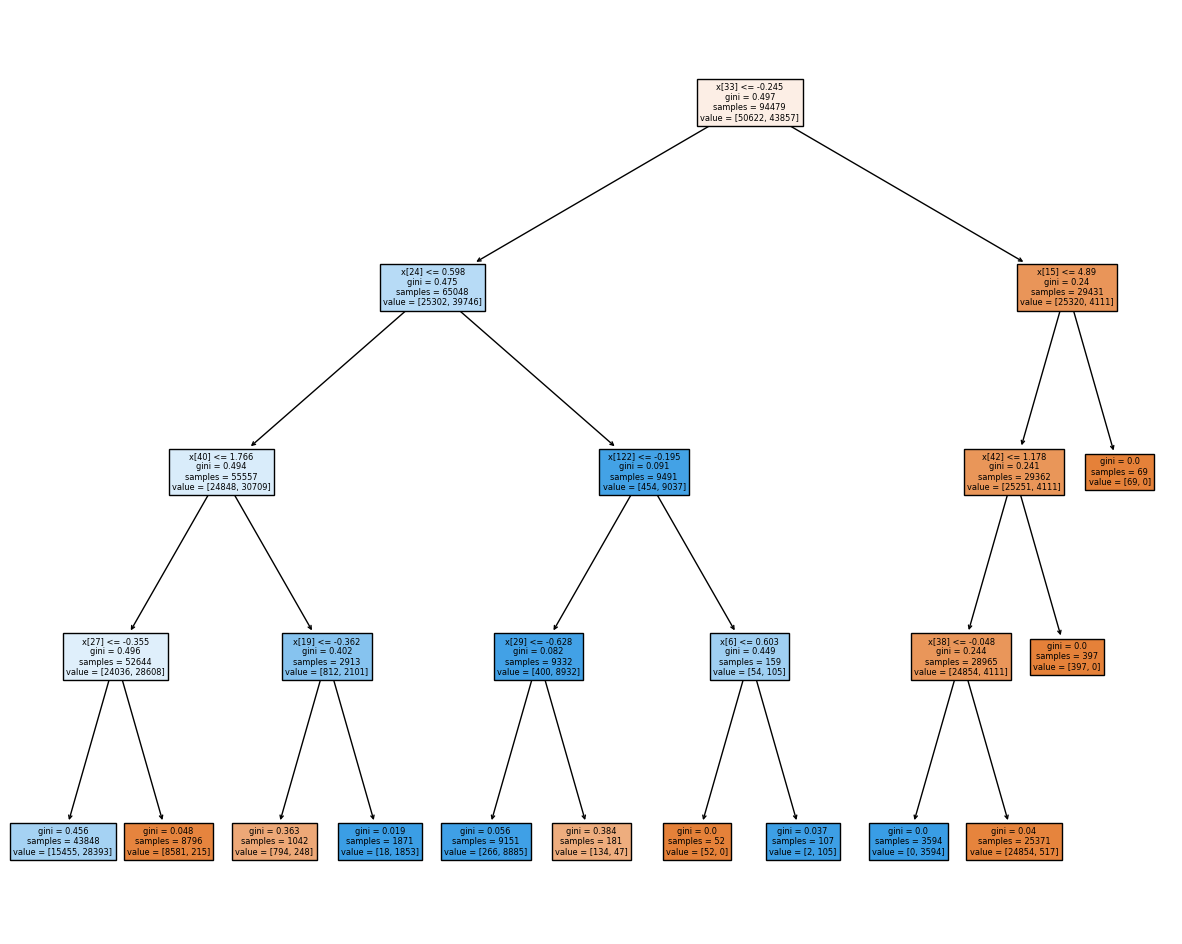 x[33] <= -0.245
gini = 0.497
samples = 94479
value = [50622, 43857]
x[24] <= 0.598
gini = 0.475
samples = 65048
value = [25302, 39746]
x[15] <= 4.89
gini = 0.24
samples = 29431
value = [25320, 4111]
x[40] <= 1.766
gini = 0.494
samples = 55557
value = [24848, 30709]
x[122] <= -0.195
gini = 0.091
samples = 9491
value = [454, 9037]
x[42] <= 1.178
gini = 0.241
samples = 29362
value = [25251, 4111]
gini = 0.0
samples = 69
value = [69, 0]
x[27] <= -0.355
gini = 0.496
samples = 52644
value = [24036, 28608]
x[19] <= -0.362
gini = 0.402
samples = 2913
value = [812, 2101]
x[29] <= -0.628
gini = 0.082
samples = 9332
value = [400, 8932]
x[6] <= 0.603
gini = 0.449
samples = 159
value = [54, 105]
x[38] <= -0.048
gini = 0.244
samples = 28965
value = [24854, 4111]
gini = 0.0
samples = 397
value = [397, 0]
gini = 0.456
samples = 43848
value = [15455, 28393]
gini = 0.048
samples = 8796
value = [8581, 215]
gini = 0.363
samples = 1042
value = [794, 248]
gini = 0.019
samples = 1871
value = [18, 1853]
gini = 0.056
samples = 9151
value = [266, 8885]
gini = 0.384
samples = 181
value = [134, 47]
gini = 0.0
samples = 52
value = [52, 0]
gini = 0.037
samples = 107
value = [2, 105]
gini = 0.0
samples = 3594
value = [0, 3594]
gini = 0.04
samples = 25371
value = [24854, 517]